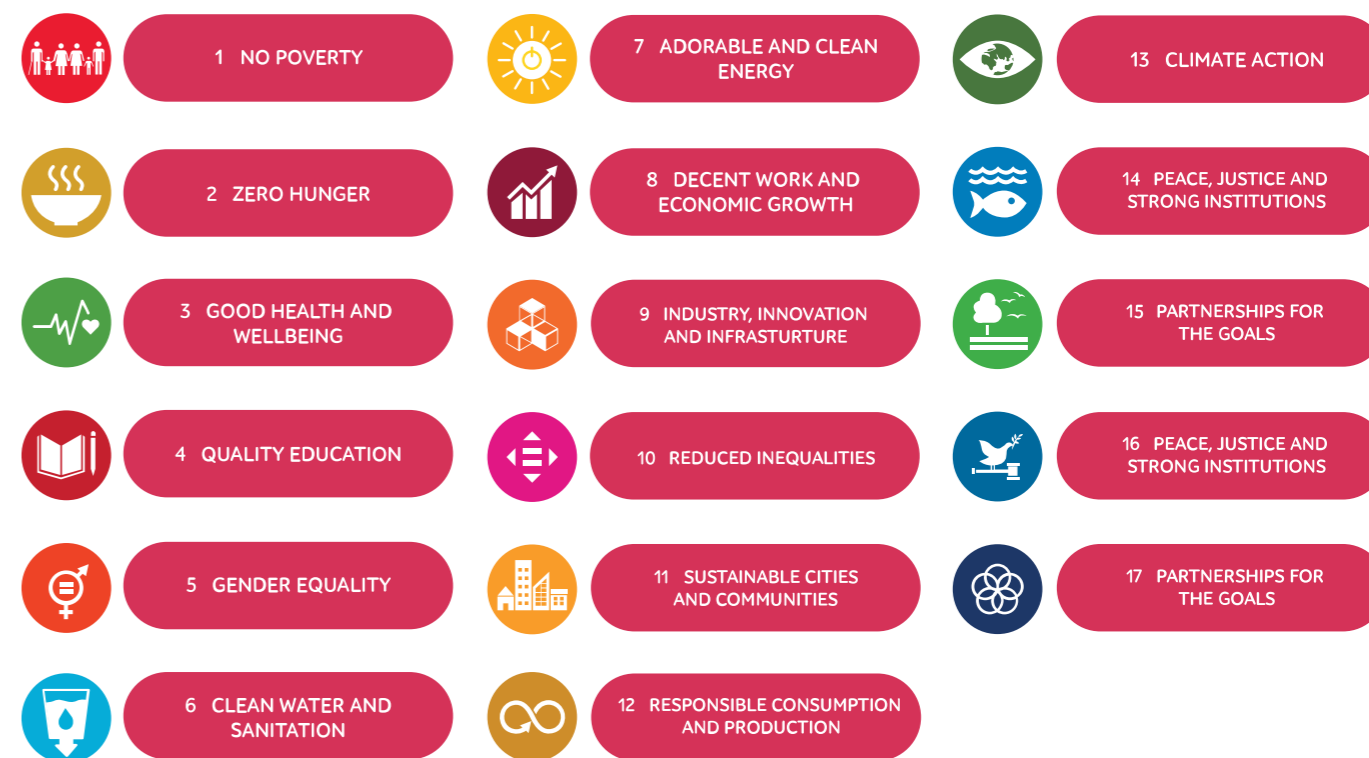 1 NO POVERTY
2 ZERO HUNGER
3 GOOD HEALTH AND
WELLBEING
4 QUALITY EDUCATION
5 GENDER EQUALITY
6 CLEAN WATER AND
SANITATION
7 ADORABLE AND CLEAN
ENERGY
8 DECENT WORK AND
ECONOMIC GROWTH
9 INDUSTRY, INNOVATION
AND INFRASTURTURE
10 REDUCED INEQUALITIES
11 SUSTAINABLE CITIES
AND COMMUNITIES
12 RESPONSIBLE CONSUMPTION
AND PRODUCTION
13 CLIMATE ACTION
14 PEACE, JUSTICE AND
STRONG INSTITUTIONS
15 PARTNERSHIPS FOR
THE GOALS
16 PEACE, JUSTICE AND
STRONG INSTITUTIONS
17 PARTNERSHIPS FOR
THE GOALS